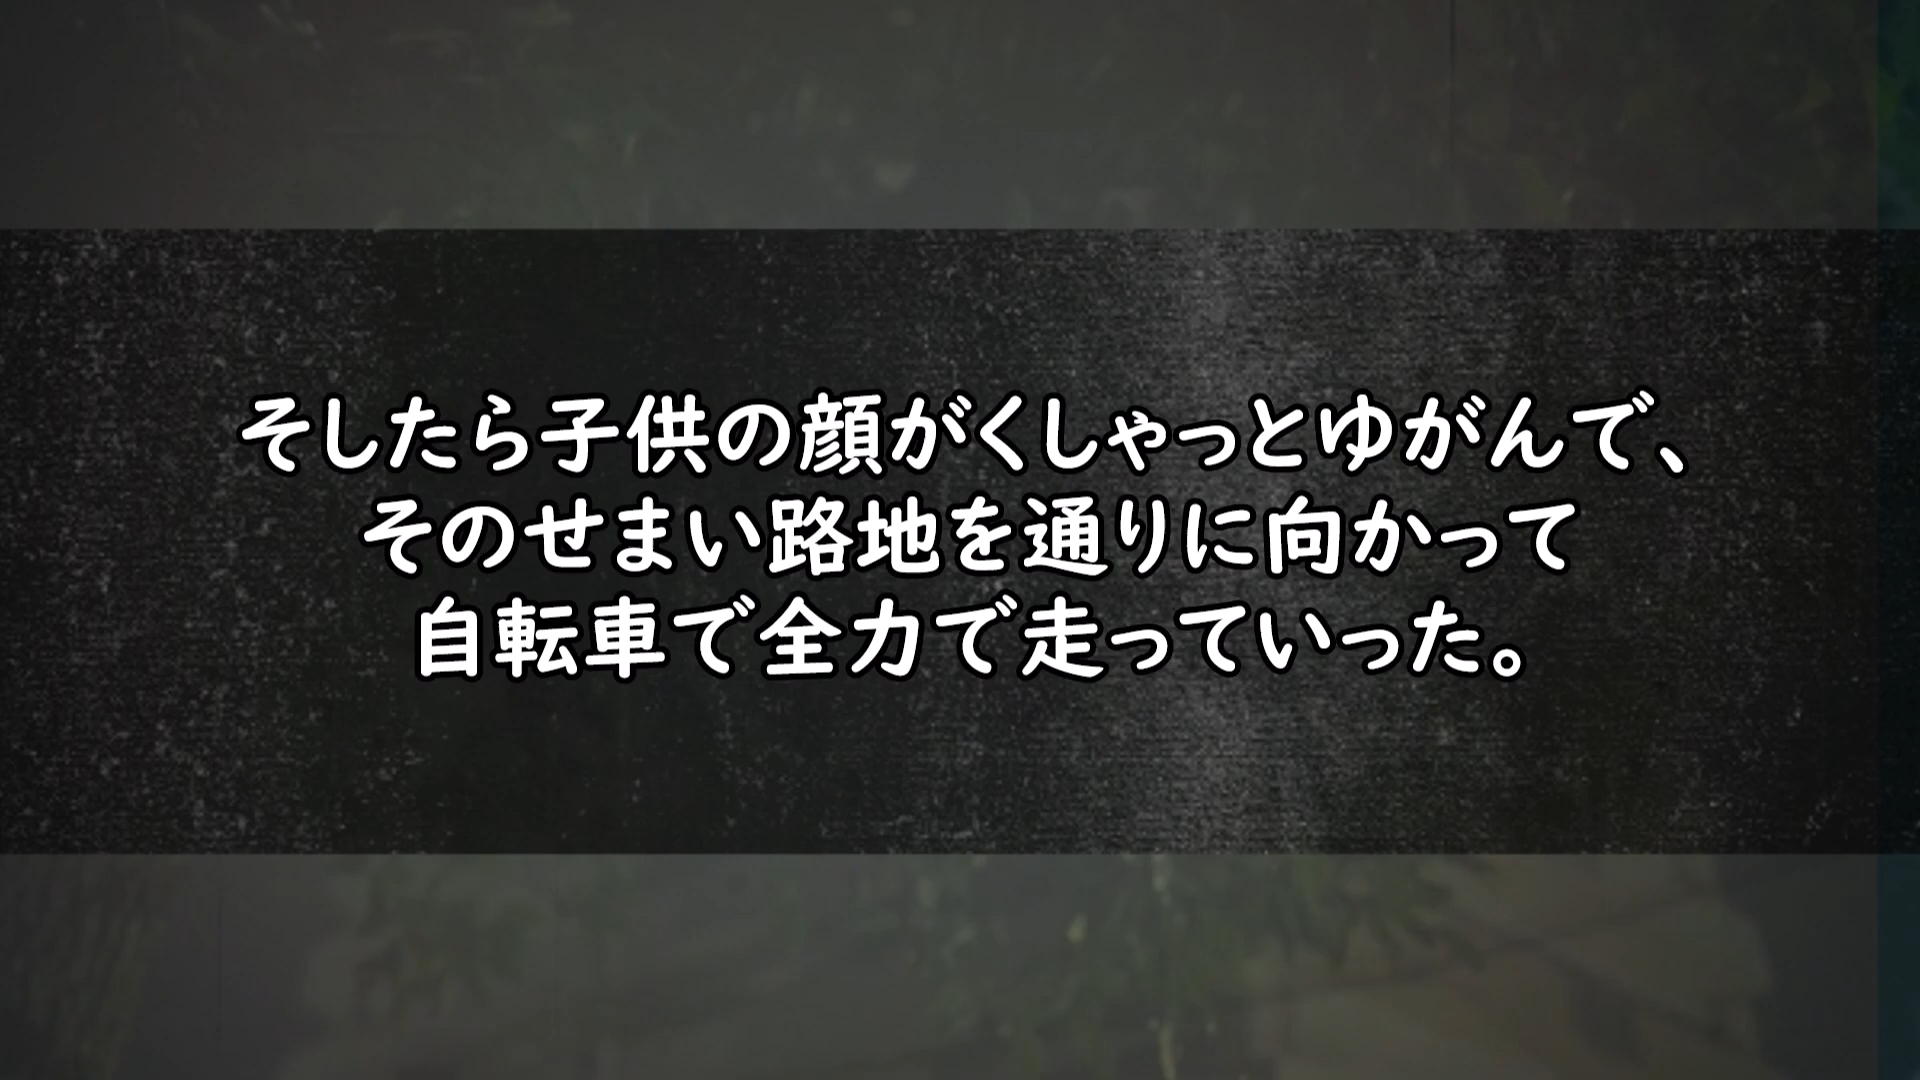 そしたら子供の顔がくしゃっとゆがんで、
そのせまい路地を通りに向かって
自転車で全力で走っていった。